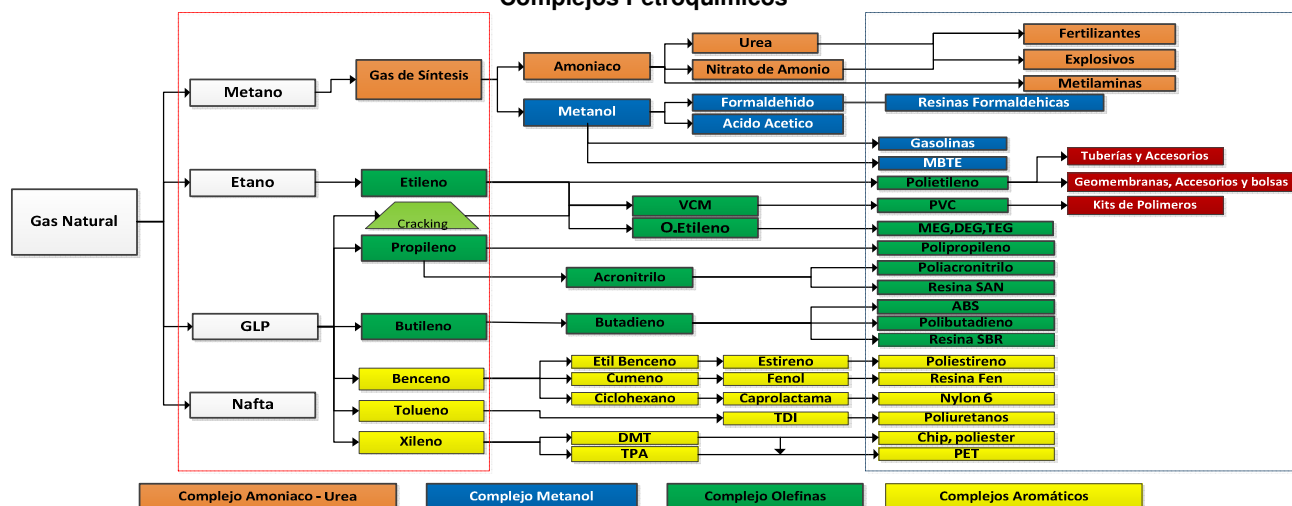 Complejos Petroquímicos
Fertilizantes
Urea
Explosivos
Gas de Síntesis
Amoniaco
Nitrato de Amonio
Metilaminas
Metano
Metanol
Formaldehido
Resinas Formaldehicas
Acido Acetico
Gasolinas
MBTE
Tuberías y Accesorios
Etano
Etileno
Polietileno
Geomembranas, Accesorios y bolsas
Gas Natural
Cracking
VCM
PVC
Kits de Polimeros
O.Etileno
MEG,DEG,TEG
Propileno
Polipropileno
Acronitrilo
Poliacronitrilo
Resina SAN
GLP
Butileno
Butadieno
ABS
Polibutadieno
Resina SBR
Benceno
Etil Benceno
Estireno
Poliestireno
Cumeno
Fenol
Resina Fen
Nafta
Ciclohexano
Caprolactama
Nylon 6
Tolueno
TDI
Poliuretanos
Xileno
DMT
Chip, poliester
TPA
PET
Complejo Amoniaco - Urea
Complejo Metanol
Complejo Olefinas
Complejos Aromáticos